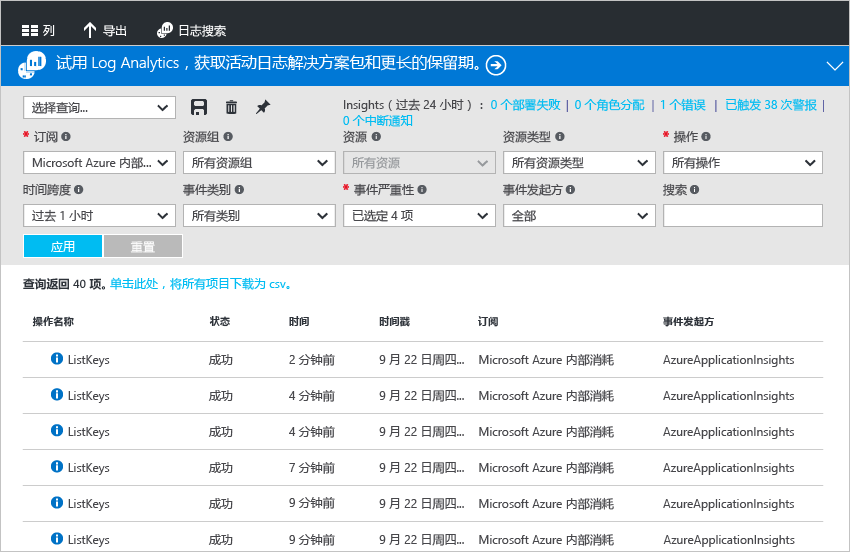 列 导出 日志搜索
试用 Log Analytics，获取活动日志解决方案包和更长的保留期。
选择查询... Insights（过去 24 小时）： 0 个部署失败 | 0 个角色分配 | 1 个错误 | 已触发 38 次警报 |
0 个中断通知
* 订阅 资源组 资源 资源类型 * 操作
Microsoft Azure 内部... 所有资源组 所有资源 所有资源类型 所有操作
时间跨度 事件类别 * 事件严重性 事件发起方 搜索
过去 1 小时 所有类别 已选定 4 项 全部
应用 重置
查询返回 40 项。单击此处，将所有项目下载为 csv。
操作名称 状态 时间 时间戳 订阅 事件发起方
ListKeys 成功 2 分钟前 9 月 22 日周四... Microsoft Azure 内部消耗 AzureApplicationInsights
ListKeys 成功 4 分钟前 9 月 22 日周四... Microsoft Azure 内部消耗 AzureApplicationInsights
ListKeys 成功 4 分钟前 9 月 22 日周四... Microsoft Azure 内部消耗 AzureApplicationInsights
ListKeys 成功 7 分钟前 9 月 22 日周四... Microsoft Azure 内部消耗 AzureApplicationInsights
ListKeys 成功 9 分钟前 9 月 22 日周四... Microsoft Azure 内部消耗 AzureApplicationInsights
ListKeys 成功 9 分钟前 9 月 22 日周四... Microsoft Azure 内部消耗 AzureApplicationInsights